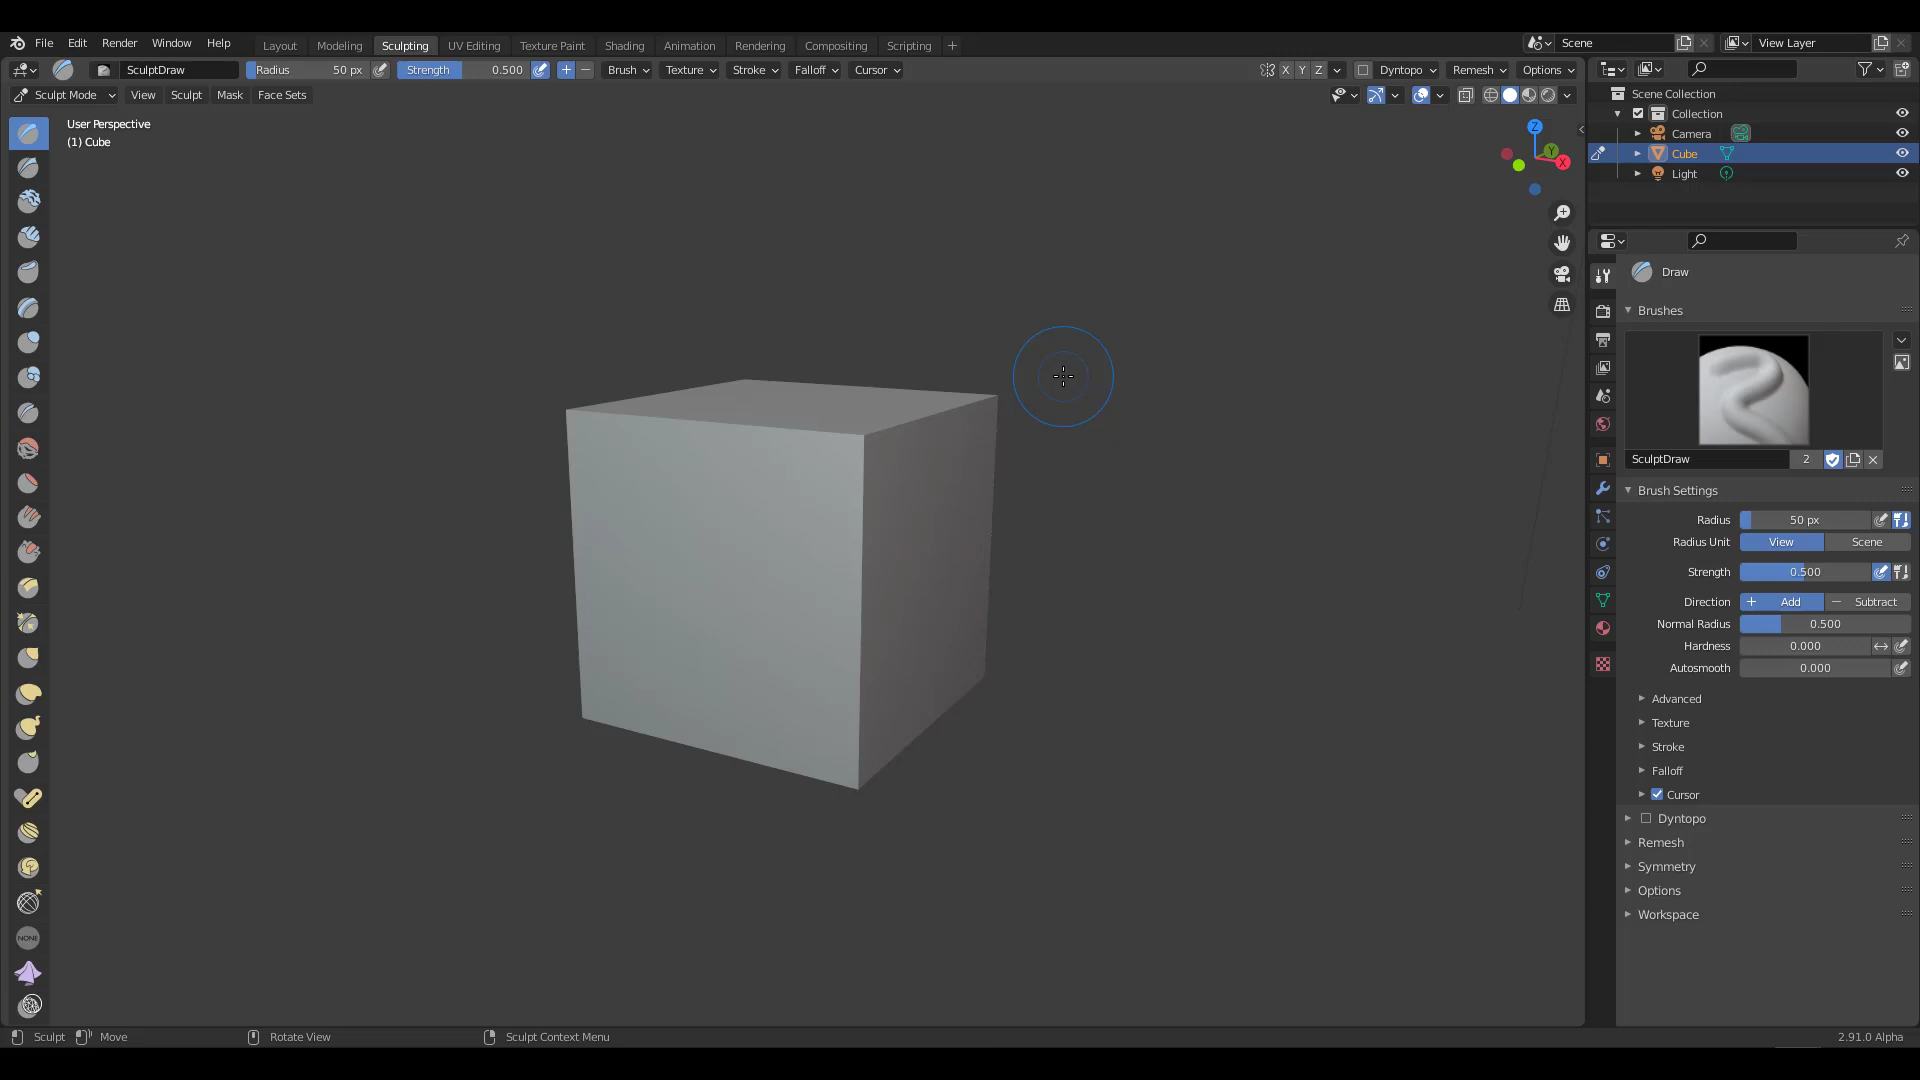 File Edit Render Window Help Layout Modeling Sculpting UV Editing Texture Paint Shading Animation Rendering Compositing Scripting + Scene View Layer
SculptDraw Radius 50 px Strength 0.500 + − Brush Texture Stroke Falloff Cursor X Y Z Dyntopo Remesh Options
Sculpt Mode View Sculpt Mask Face Sets
User Perspective
(1) Cube
Z
Y
X
NONE
Scene Collection
Collection
Camera
Cube
Light
Draw
Brushes
SculptDraw 2
Brush Settings
Radius 50 px
Radius Unit View Scene
Strength 0.500
Direction + Add − Subtract
Normal Radius 0.500
Hardness 0.000
Autosmooth 0.000
Advanced
Texture
Stroke
Falloff
Cursor
Dyntopo
Remesh
Symmetry
Options
Workspace
Sculpt Move Rotate View Sculpt Context Menu 2.91.0 Alpha